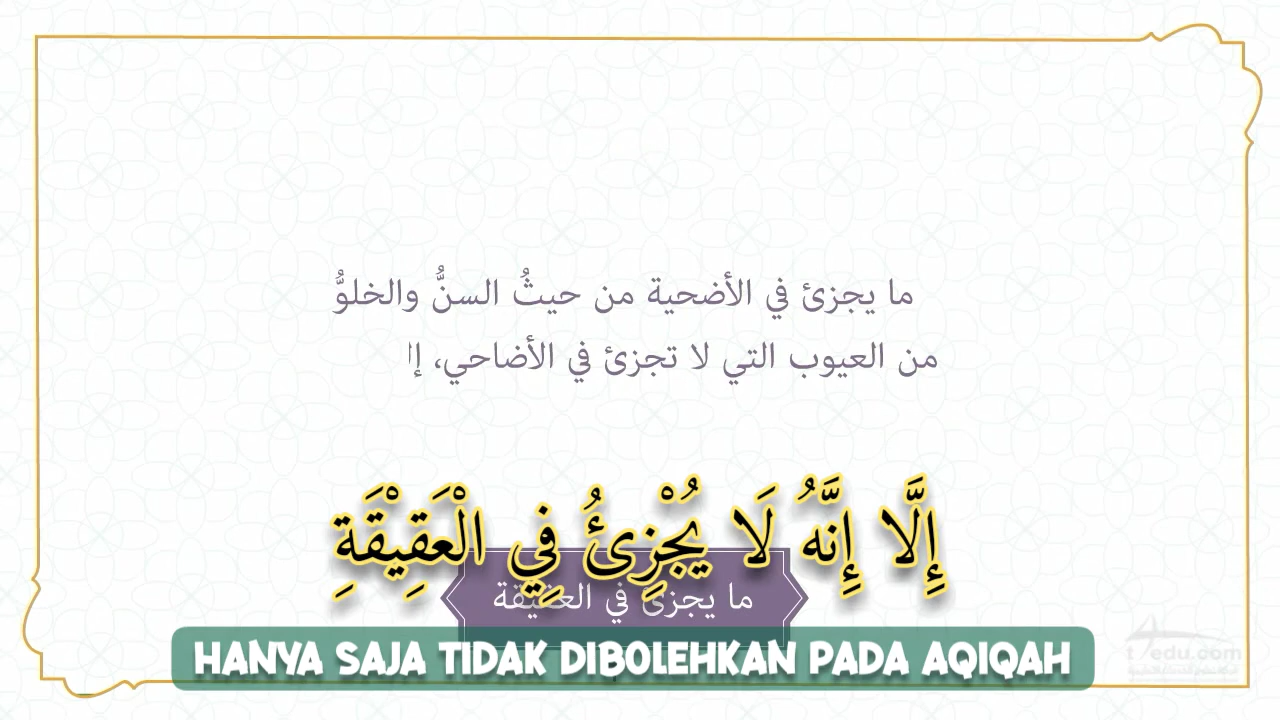 ما يجزئ في الأضحية من حيثُ السنُّ والخلوُّ
من العيوب التي لا تجزئ في الأضاحي، إلا
إِلَّا إِنَّهُ لَا يُجْزِئُ فِي الْعَقِيْقَةِ
ما يجزئ في العقيقة
HANYA SAJA TIDAK DIBOLEHKAN PADA AQIQAH